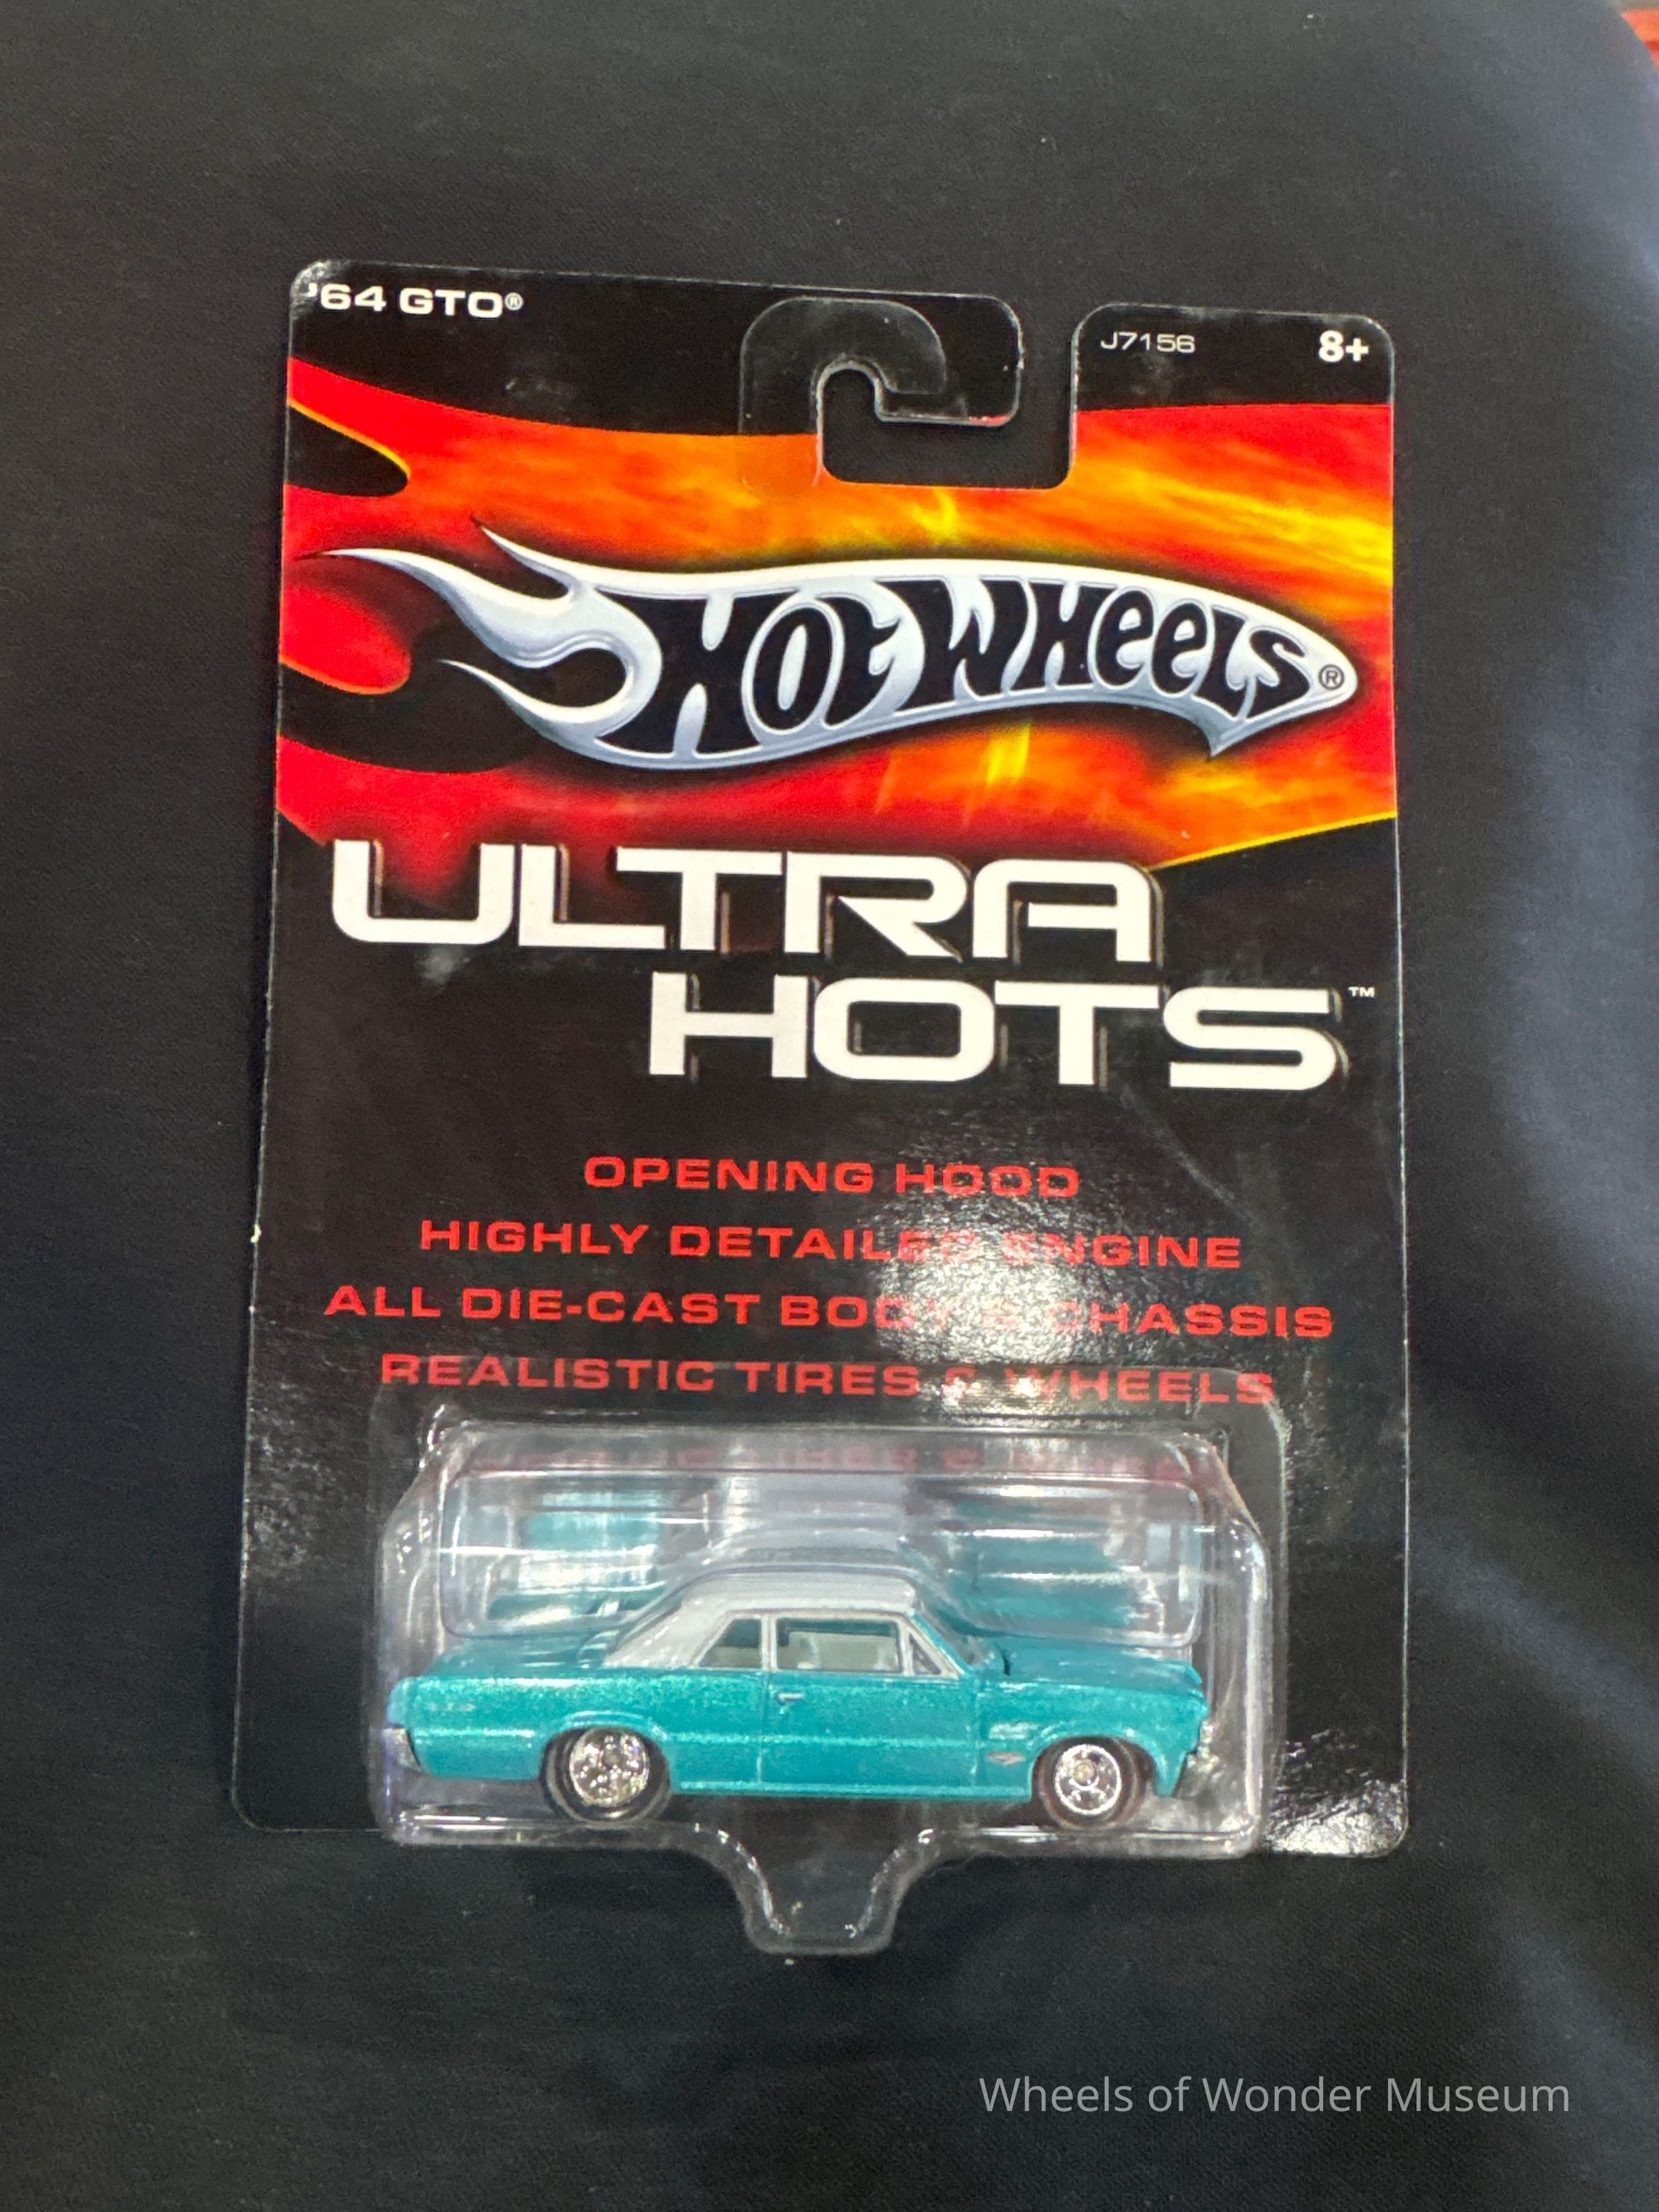 '64 GTO®
J7156
8+
HOT WHEELS®
ULTRA
HOTS™
OPENING HOOD
HIGHLY DETAILED ENGINE
ALL DIE-CAST BODY & CHASSIS
REALISTIC TIRES & WHEELS
Wheels of Wonder Museum